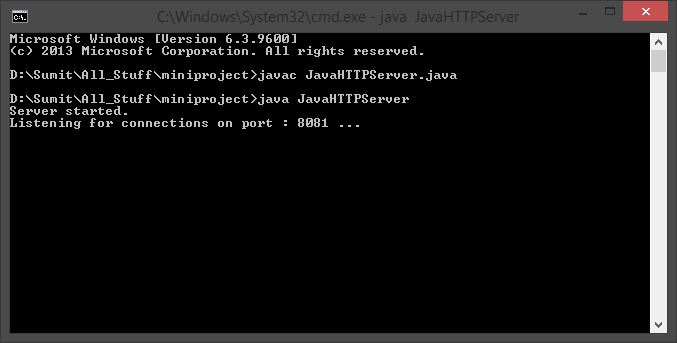 C:\Windows\System32\cmd.exe - java  JavaHTTPServer
Microsoft Windows [Version 6.3.9600]
(c) 2013 Microsoft Corporation. All rights reserved.
D:\Sumit\All_Stuff\miniproject>javac JavaHTTPServer.java
D:\Sumit\All_Stuff\miniproject>java JavaHTTPServer
Server started.
Listening for connections on port : 8081 ...